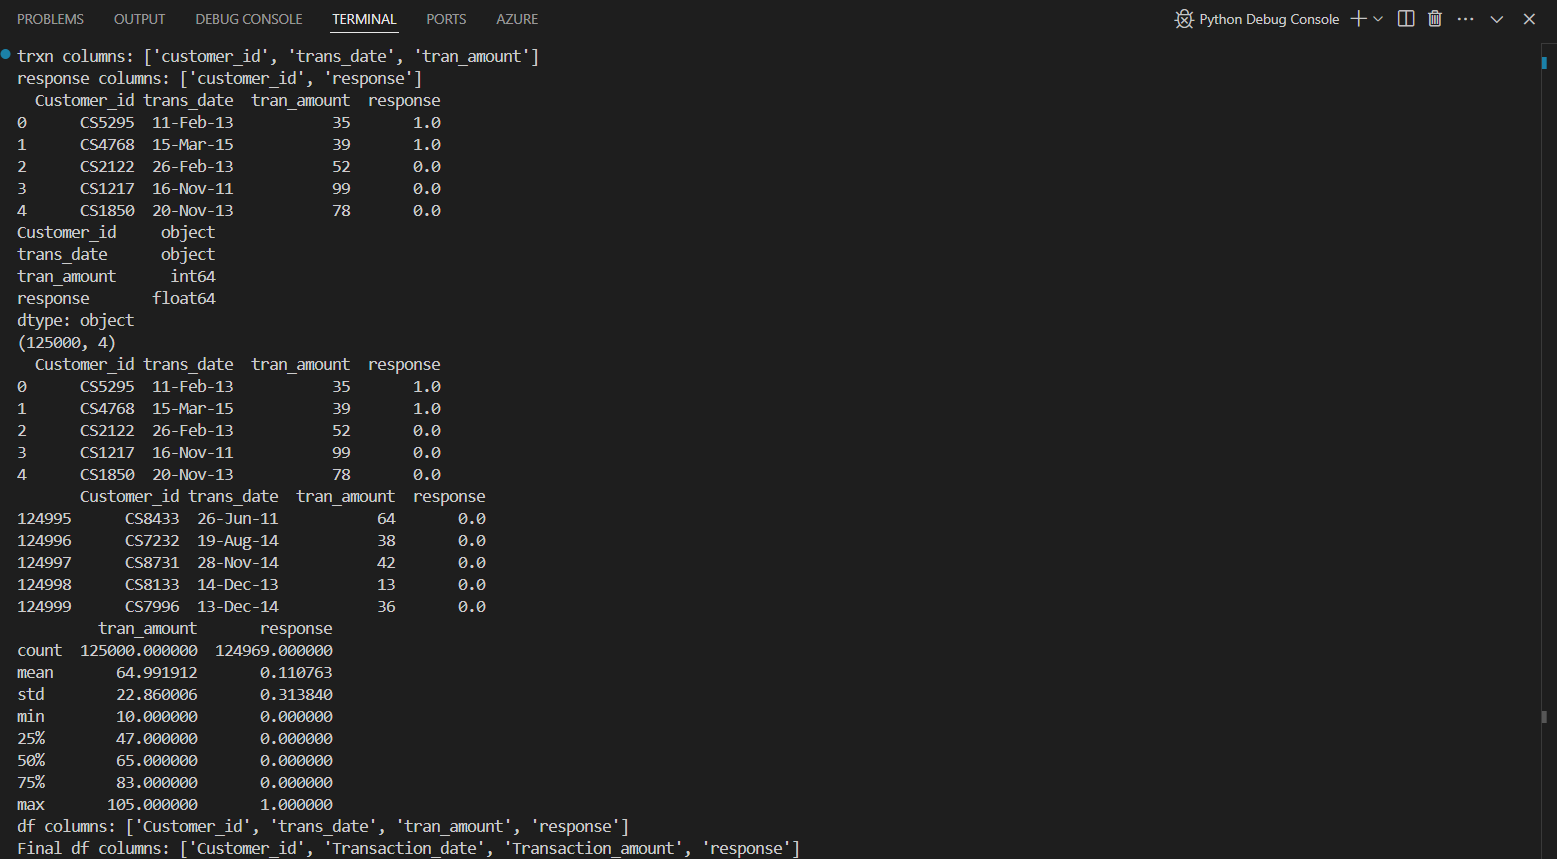 PROBLEMS OUTPUT DEBUG CONSOLE TERMINAL PORTS AZURE Python Debug Console
trxn columns: ['customer_id', 'trans_date', 'tran_amount']
response columns: ['customer_id', 'response']
  Customer_id trans_date  tran_amount  response
0      CS5295  11-Feb-13           35       1.0
1      CS4768  15-Mar-15           39       1.0
2      CS2122  26-Feb-13           52       0.0
3      CS1217  16-Nov-11           99       0.0
4      CS1850  20-Nov-13           78       0.0
Customer_id     object
trans_date      object
tran_amount      int64
response       float64
dtype: object
(125000, 4)
  Customer_id trans_date  tran_amount  response
0      CS5295  11-Feb-13           35       1.0
1      CS4768  15-Mar-15           39       1.0
2      CS2122  26-Feb-13           52       0.0
3      CS1217  16-Nov-11           99       0.0
4      CS1850  20-Nov-13           78       0.0
       Customer_id trans_date  tran_amount  response
124995      CS8433  26-Jun-11           64       0.0
124996      CS7232  19-Aug-14           38       0.0
124997      CS8731  28-Nov-14           42       0.0
124998      CS8133  14-Dec-13           13       0.0
124999      CS7996  13-Dec-14           36       0.0
         tran_amount       response
count  125000.000000  124969.000000
mean       64.991912       0.110763
std        22.860006       0.313840
min        10.000000       0.000000
25%        47.000000       0.000000
50%        65.000000       0.000000
75%        83.000000       0.000000
max       105.000000       1.000000
df columns: ['Customer_id', 'trans_date', 'tran_amount', 'response']
Final df columns: ['Customer_id', 'Transaction_date', 'Transaction_amount', 'response']